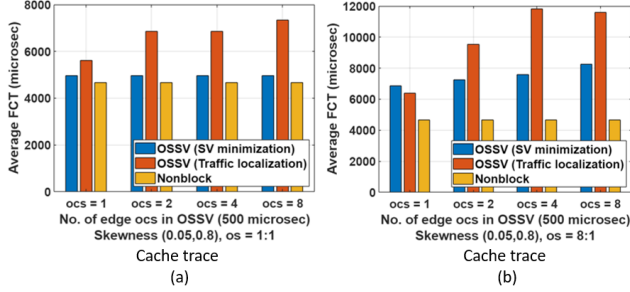 8000
6000
4000
2000
0
Average FCT (microsec)
OSSV (SV minimization)
OSSV (Traffic localization)
Nonblock
ocs = 1 ocs = 2 ocs = 4 ocs = 8
No. of edge ocs in OSSV (500 microsec)
Skewness (0.05,0.8), os = 1:1
Cache trace
(a)
12000
10000
8000
6000
4000
2000
0
Average FCT (microsec)
OSSV (SV minimization)
OSSV (Traffic localization)
Nonblock
ocs = 1 ocs = 2 ocs = 4 ocs = 8
No. of edge ocs in OSSV (500 microsec)
Skewness (0.05,0.8), os = 8:1
Cache trace
(b)